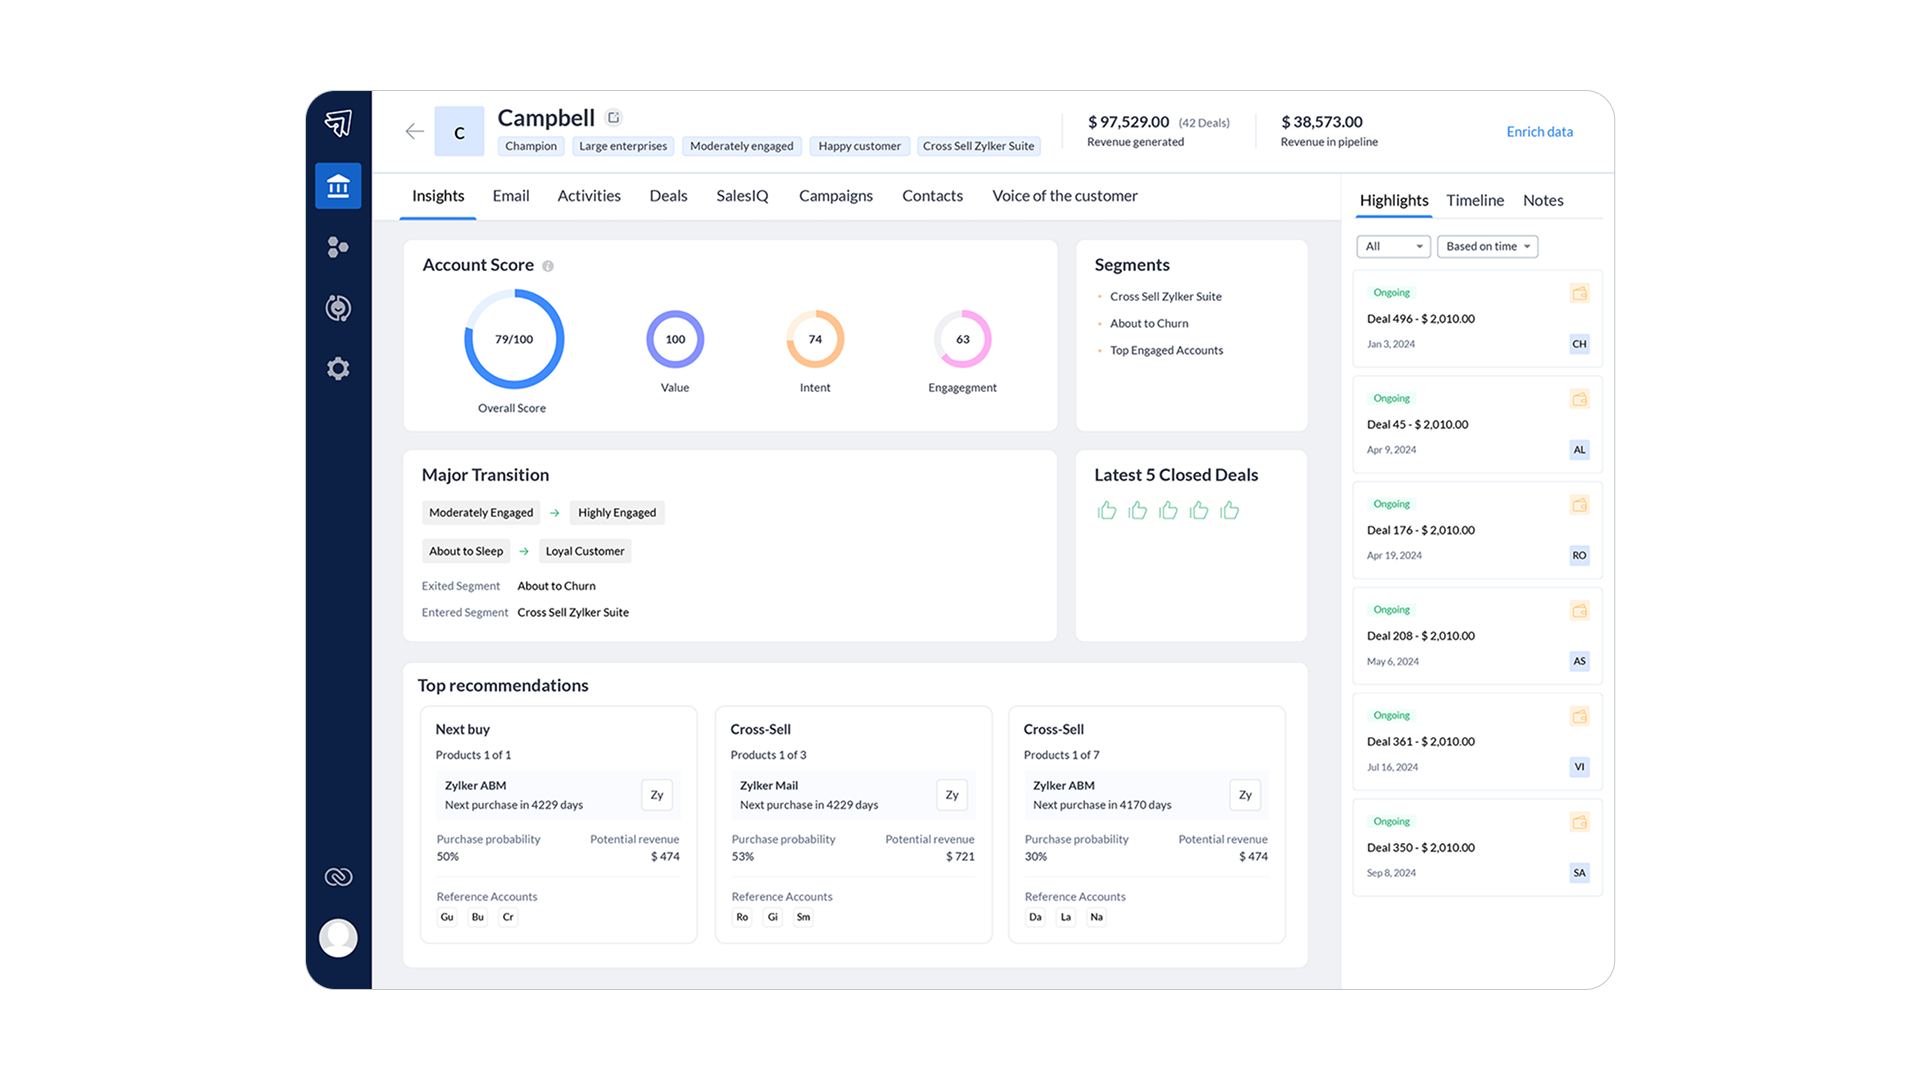 C
Campbell
Champion
Large enterprises
Moderately engaged
Happy customer
Cross Sell Zylker Suite
$ 97,529.00 (42 Deals)
Revenue generated
$ 38,573.00
Revenue in pipeline
Enrich data
Insights
Email
Activities
Deals
SalesIQ
Campaigns
Contacts
Voice of the customer
Account Score
79/100
Overall Score
100
Value
74
Intent
63
Engagegment
Segments
Cross Sell Zylker Suite
About to Churn
Top Engaged Accounts
Major Transition
Moderately Engaged → Highly Engaged
About to Sleep → Loyal Customer
Exited Segment About to Churn
Entered Segment Cross Sell Zylker Suite
Latest 5 Closed Deals
Top recommendations
Next buy
Products 1 of 1
Zylker ABM
Next purchase in 4229 days
Zy
Purchase probability
50%
Potential revenue
$ 474
Reference Accounts
Gu Bu Cr
Cross-Sell
Products 1 of 3
Zylker Mail
Next purchase in 4229 days
Zy
Purchase probability
53%
Potential revenue
$ 721
Reference Accounts
Ro Gi Sm
Cross-Sell
Products 1 of 7
Zylker ABM
Next purchase in 4170 days
Zy
Purchase probability
30%
Potential revenue
$ 474
Reference Accounts
Da La Na
Highlights
Timeline
Notes
All
Based on time
Ongoing
Deal 496 - $ 2,010.00
Jan 3, 2024
CH
Ongoing
Deal 45 - $ 2,010.00
Apr 9, 2024
AL
Ongoing
Deal 176 - $ 2,010.00
Apr 19, 2024
RO
Ongoing
Deal 208 - $ 2,010.00
May 6, 2024
AS
Ongoing
Deal 361 - $ 2,010.00
Jul 16, 2024
VI
Ongoing
Deal 350 - $ 2,010.00
Sep 8, 2024
SA